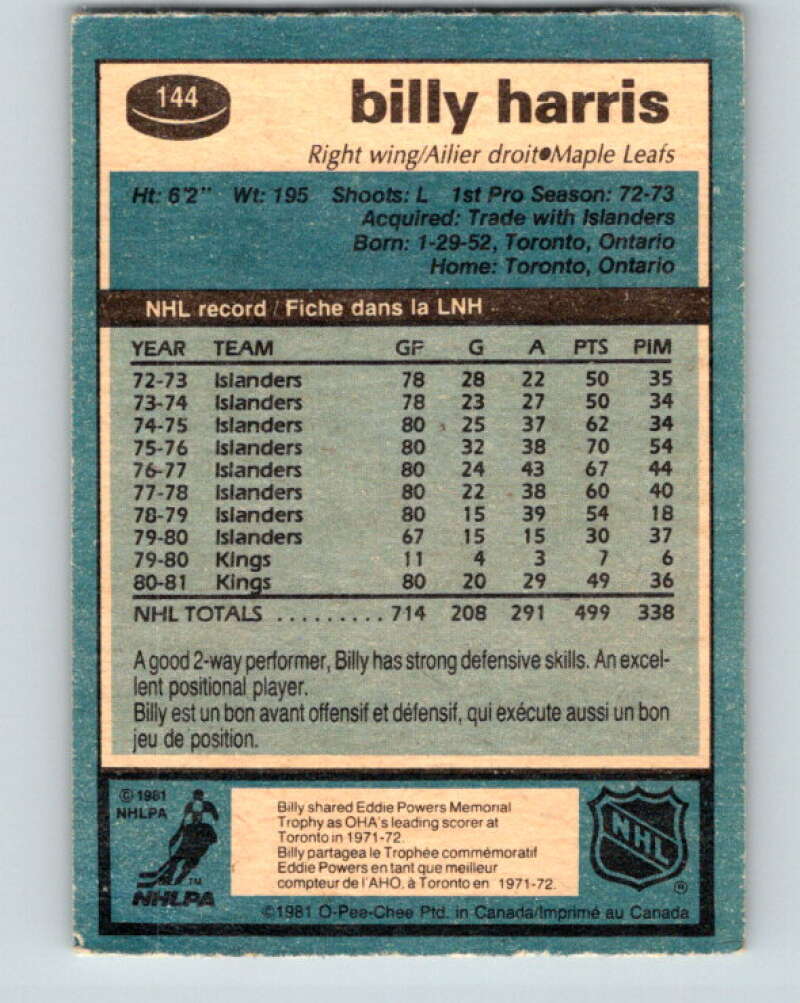 144
billy harris
Right wing/Ailier droit●Maple Leafs
Ht: 6'2" Wt: 195 Shoots: L 1st Pro Season: 72-73
Acquired: Trade with Islanders
Born: 1-29-52, Toronto, Ontario
Home: Toronto, Ontario
NHL record / Fiche dans la LNH
YEAR TEAM GP G A PTS PIM
72-73 Islanders 78 28 22 50 35
73-74 Islanders 78 23 27 50 34
74-75 Islanders 80 25 37 62 34
75-76 Islanders 80 32 38 70 54
76-77 Islanders 80 24 43 67 44
77-78 Islanders 80 22 38 60 40
78-79 Islanders 80 15 39 54 18
79-80 Islanders 67 15 15 30 37
79-80 Kings 11 4 3 7 6
80-81 Kings 80 20 29 49 36
NHL TOTALS ......... 714 208 291 499 338
A good 2-way performer, Billy has strong defensive skills. An excel-
lent positional player.
Billy est un bon avant offensif et défensif, qui exécute aussi un bon
jeu de position.
© 1981
NHLPA
TM
NHLPA
Billy shared Eddie Powers Memorial
Trophy as OHA's leading scorer at
Toronto in 1971-72.
Billy partagea le Trophée commémoratif
Eddie Powers en tant que meilleur
compteur de l'AHO, à Toronto en 1971-72.
NHL
®
©1981 O-Pee-Chee Ptd. in Canada/Imprimé au Canada